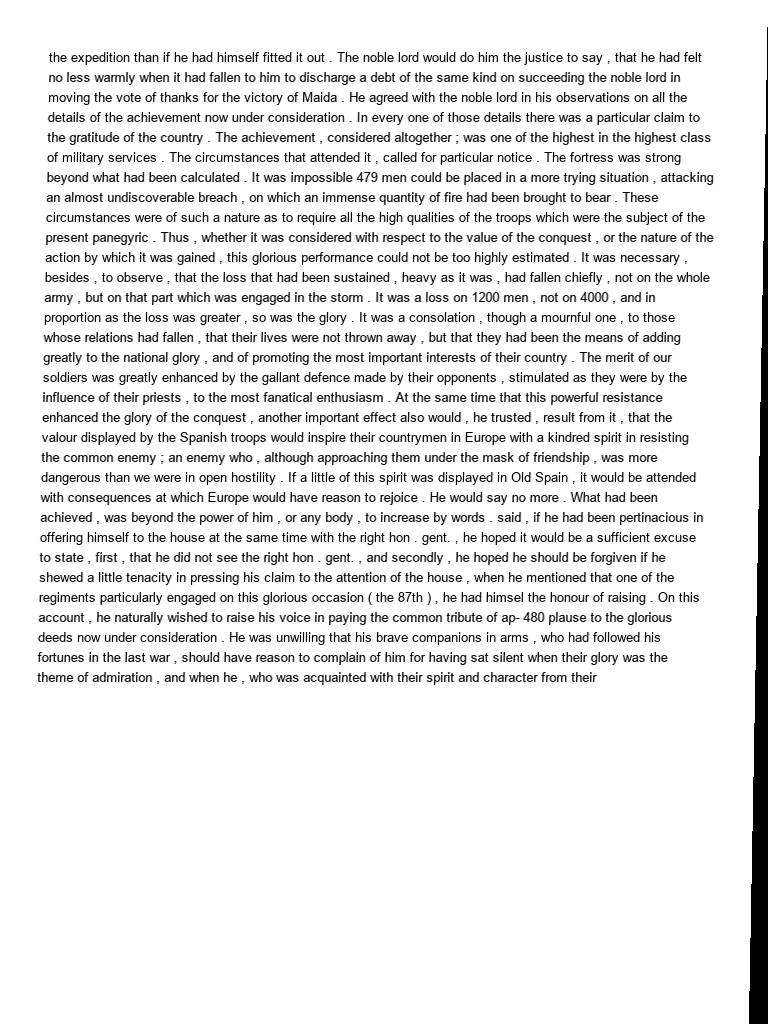 the expedition than if he had himself fitted it out . The noble lord would do him the justice to say , that he had felt
no less warmly when it had fallen to him to discharge a debt of the same kind on succeeding the noble lord in
moving the vote of thanks for the victory of Maida . He agreed with the noble lord in his observations on all the
details of the achievement now under consideration . In every one of those details there was a particular claim to
the gratitude of the country . The achievement , considered altogether ; was one of the highest in the highest class
of military services . The circumstances that attended it , called for particular notice . The fortress was strong
beyond what had been calculated . It was impossible 479 men could be placed in a more trying situation , attacking
an almost undiscoverable breach , on which an immense quantity of fire had been brought to bear . These
circumstances were of such a nature as to require all the high qualities of the troops which were the subject of the
present panegyric . Thus , whether it was considered with respect to the value of the conquest , or the nature of the
action by which it was gained , this glorious performance could not be too highly estimated . It was necessary ,
besides , to observe , that the loss that had been sustained , heavy as it was , had fallen chiefly , not on the whole
army , but on that part which was engaged in the storm . It was a loss on 1200 men , not on 4000 , and in
proportion as the loss was greater , so was the glory . It was a consolation , though a mournful one , to those
whose relations had fallen , that their lives were not thrown away , but that they had been the means of adding
greatly to the national glory , and of promoting the most important interests of their country . The merit of our
soldiers was greatly enhanced by the gallant defence made by their opponents , stimulated as they were by the
influence of their priests , to the most fanatical enthusiasm . At the same time that this powerful resistance
enhanced the glory of the conquest , another important effect also would , he trusted , result from it , that the
valour displayed by the Spanish troops would inspire their countrymen in Europe with a kindred spirit in resisting
the common enemy ; an enemy who , although approaching them under the mask of friendship , was more
dangerous than we were in open hostility . If a little of this spirit was displayed in Old Spain , it would be attended
with consequences at which Europe would have reason to rejoice . He would say no more . What had been
achieved , was beyond the power of him , or any body , to increase by words . said , if he had been pertinacious in
offering himself to the house at the same time with the right hon . gent. , he hoped it would be a sufficient excuse
to state , first , that he did not see the right hon . gent. , and secondly , he hoped he should be forgiven if he
shewed a little tenacity in pressing his claim to the attention of the house , when he mentioned that one of the
regiments particularly engaged on this glorious occasion ( the 87th ) , he had himsel the honour of raising . On this
account , he naturally wished to raise his voice in paying the common tribute of ap- 480 plause to the glorious
deeds now under consideration . He was unwilling that his brave companions in arms , who had followed his
fortunes in the last war , should have reason to complain of him for having sat silent when their glory was the
theme of admiration , and when he , who was acquainted with their spirit and character from their